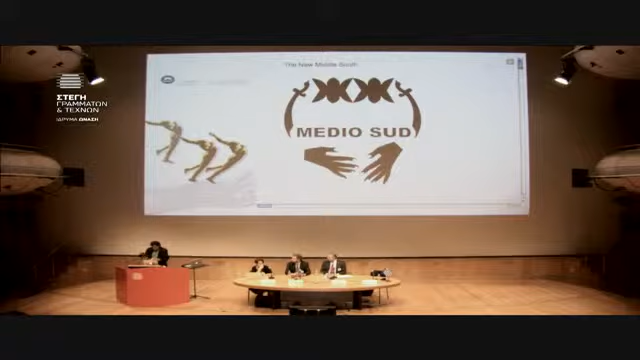 The New Middle South
ΣΤΕΓΗ
ΓΡΑΜΜΑΤΩΝ
& ΤΕΧΝΩΝ
ΙΔΡΥΜΑ ΩΝΑΣΗ
MEDIO SUD